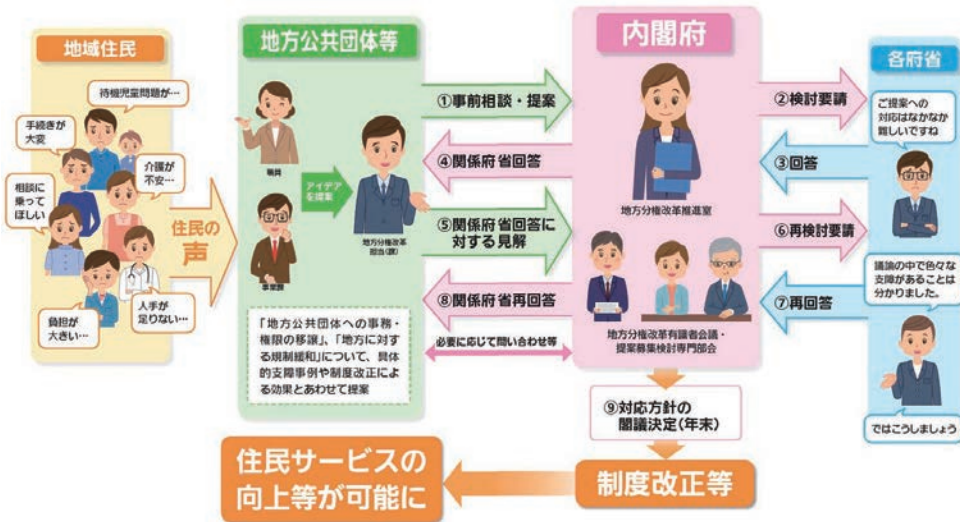 地域住民
待機児童問題が…
手続きが
大変
介護が
不安…
相談に
乗って
ほしい
負担が
大きい…
人手が
足りない…
住民の
声
地方公共団体等
職員
アイデア
を提案
事業課
地方分権改革
担当(課)
「地方公共団体への事務・
権限の移譲」、「地方に対す
る規制緩和」について、具体
的支障事例や制度改正によ
る効果とあわせて提案
①事前相談・提案
④関係府省回答
⑤関係府省回答に
対する見解
⑧関係府省再回答
必要に応じて問い合わせ等
内閣府
地方分権改革推進室
地方分権改革有識者会議・
提案募集検討専門部会
②検討要請
③回答
⑥再検討要請
⑦再回答
各府省
ご提案への
対応はなかなか
難しいですね
議論の中で色々な
支障があることは
分かりました。
ではこうしましょう
⑨対応方針の
閣議決定(年末)
制度改正等
住民サービスの
向上等が可能に